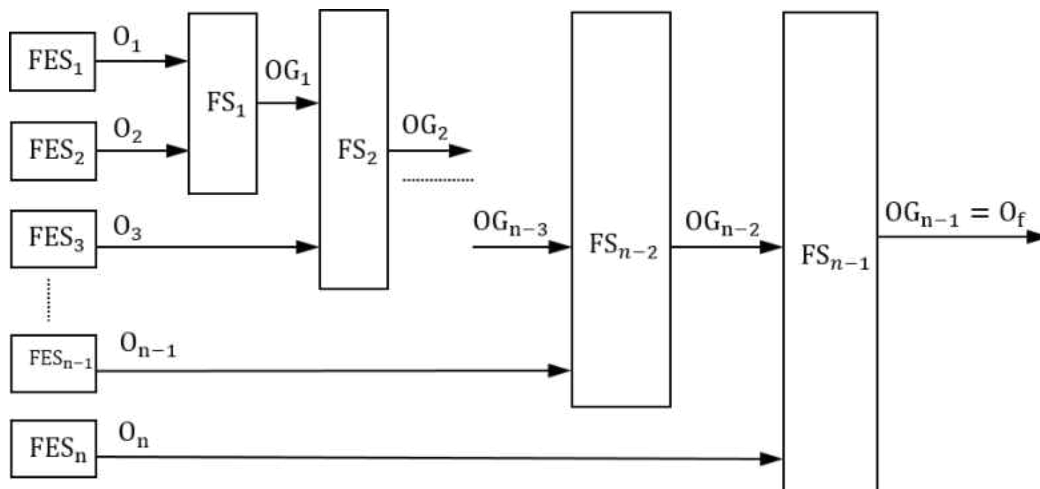 FES₁
O₁
FS₁
OG₁
FES₂
O₂
FS₂
OG₂
FES₃
O₃
OGₙ₋₃
FSₙ₋₂
OGₙ₋₂
FSₙ₋₁
OGₙ₋₁ = O_f
FESₙ₋₁
Oₙ₋₁
FESₙ
Oₙ